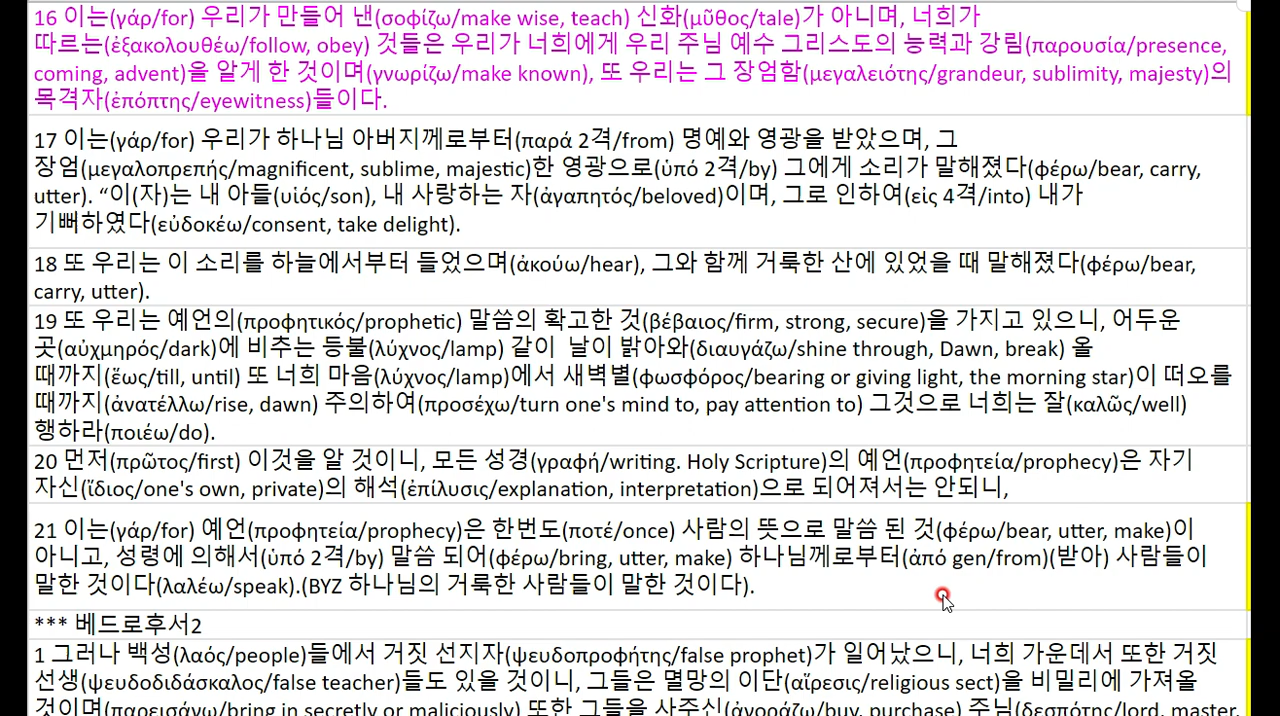 16 이는(γάρ/for) 우리가 만들어 낸(σοφίζω/make wise, teach) 신화(μῦθος/tale)가 아니며, 너희가
따르는(ἐξακολουθέω/follow, obey) 것들은 우리가 너희에게 우리 주님 예수 그리스도의 능력과 강림(παρουσία/presence,
coming, advent)을 알게 한 것이며(γνωρίζω/make known), 또 우리는 그 장엄함(μεγαλειότης/grandeur, sublimity, majesty)의
목격자(ἐπόπτης/eyewitness)들이다.
17 이는(γάρ/for) 우리가 하나님 아버지께로부터(παρά 2격/from) 명예와 영광을 받았으며, 그
장엄(μεγαλοπρεπής/magnificent, sublime, majestic)한 영광으로(ὑπό 2격/by) 그에게 소리가 말해졌다(φέρω/bear, carry,
utter). “이(자)는 내 아들(υἱός/son), 내 사랑하는 자(ἀγαπητός/beloved)이며, 그로 인하여(εἰς 4격/into) 내가
기뻐하였다(εὐδοκέω/consent, take delight).
18 또 우리는 이 소리를 하늘에서부터 들었으며(ἀκούω/hear), 그와 함께 거룩한 산에 있었을 때 말해졌다(φέρω/bear,
carry, utter).
19 또 우리는 예언의(προφητικός/prophetic) 말씀의 확고한 것(βέβαιος/firm, strong, secure)을 가지고 있으니, 어두운
곳(αὐχμηρός/dark)에 비추는 등불(λύχνος/lamp) 같이 날이 밝아와(διαυγάζω/shine through, Dawn, break) 올
때까지(ἕως/till, until) 또 너희 마음(λύχνος/lamp)에서 새벽별(φωσφόρος/bearing or giving light, the morning star)이 떠오를
때까지(ἀνατέλλω/rise, dawn) 주의하여(προσέχω/turn one's mind to, pay attention to) 그것으로 너희는 잘(καλῶς/well)
행하라(ποιέω/do).
20 먼저(πρῶτος/first) 이것을 알 것이니, 모든 성경(γραφή/writing. Holy Scripture)의 예언(προφητεία/prophecy)은 자기
자신(ἴδιος/one's own, private)의 해석(ἐπίλυσις/explanation, interpretation)으로 되어져서는 안되니,
21 이는(γάρ/for) 예언(προφητεία/prophecy)은 한번도(ποτέ/once) 사람의 뜻으로 말씀 된 것(φέρω/bear, utter, make)이
아니고, 성령에 의해서(ὑπό 2격/by) 말씀 되어(φέρω/bring, utter, make) 하나님께로부터(ἀπό gen/from)(받아) 사람들이
말한 것이다(λαλέω/speak).(BYZ 하나님의 거룩한 사람들이 말한 것이다).
*** 베드로후서2
1 그러나 백성(λαός/people)들에서 거짓 선지자(ψευδοπροφήτης/false prophet)가 일어났으니, 너희 가운데서 또한 거짓
선생(ψευδοδιδάσκαλος/false teacher)들도 있을 것이니, 그들은 멸망의 이단(αἵρεσις/religious sect)을 비밀리에 가져올
것이며(παρεισάγω/bring in secretly or maliciously) 또한 그들을 사주신(ἀγοράζω/buy, purchase) 주님(δεσπότης/lord, master,